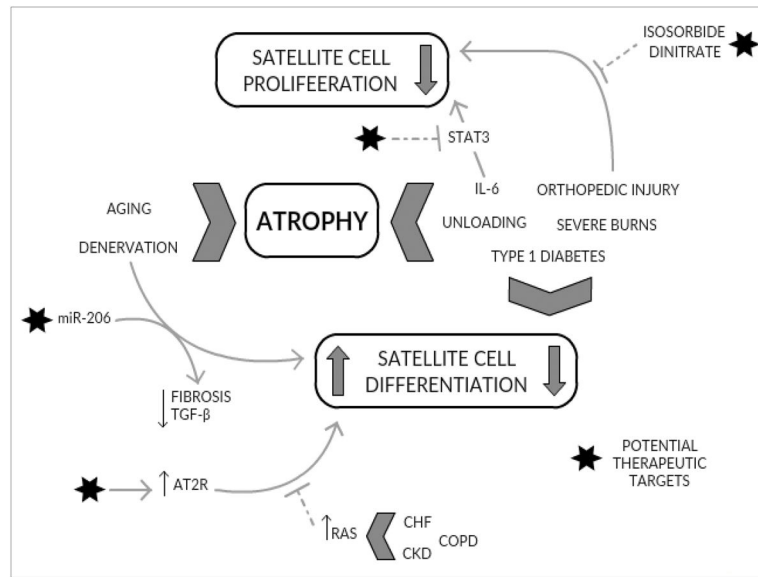 ISOSORBIDE
DINITRATE
SATELLITE CELL
PROLIFEERATION
STAT3
IL-6
ORTHOPEDIC INJURY
AGING
ATROPHY
UNLOADING
SEVERE BURNS
DENERVATION
TYPE 1 DIABETES
miR-206
SATELLITE CELL
DIFFERENTIATION
FIBROSIS
TGF-β
POTENTIAL
THERAPEUTIC
TARGETS
AT2R
RAS
CHF
CKD
COPD